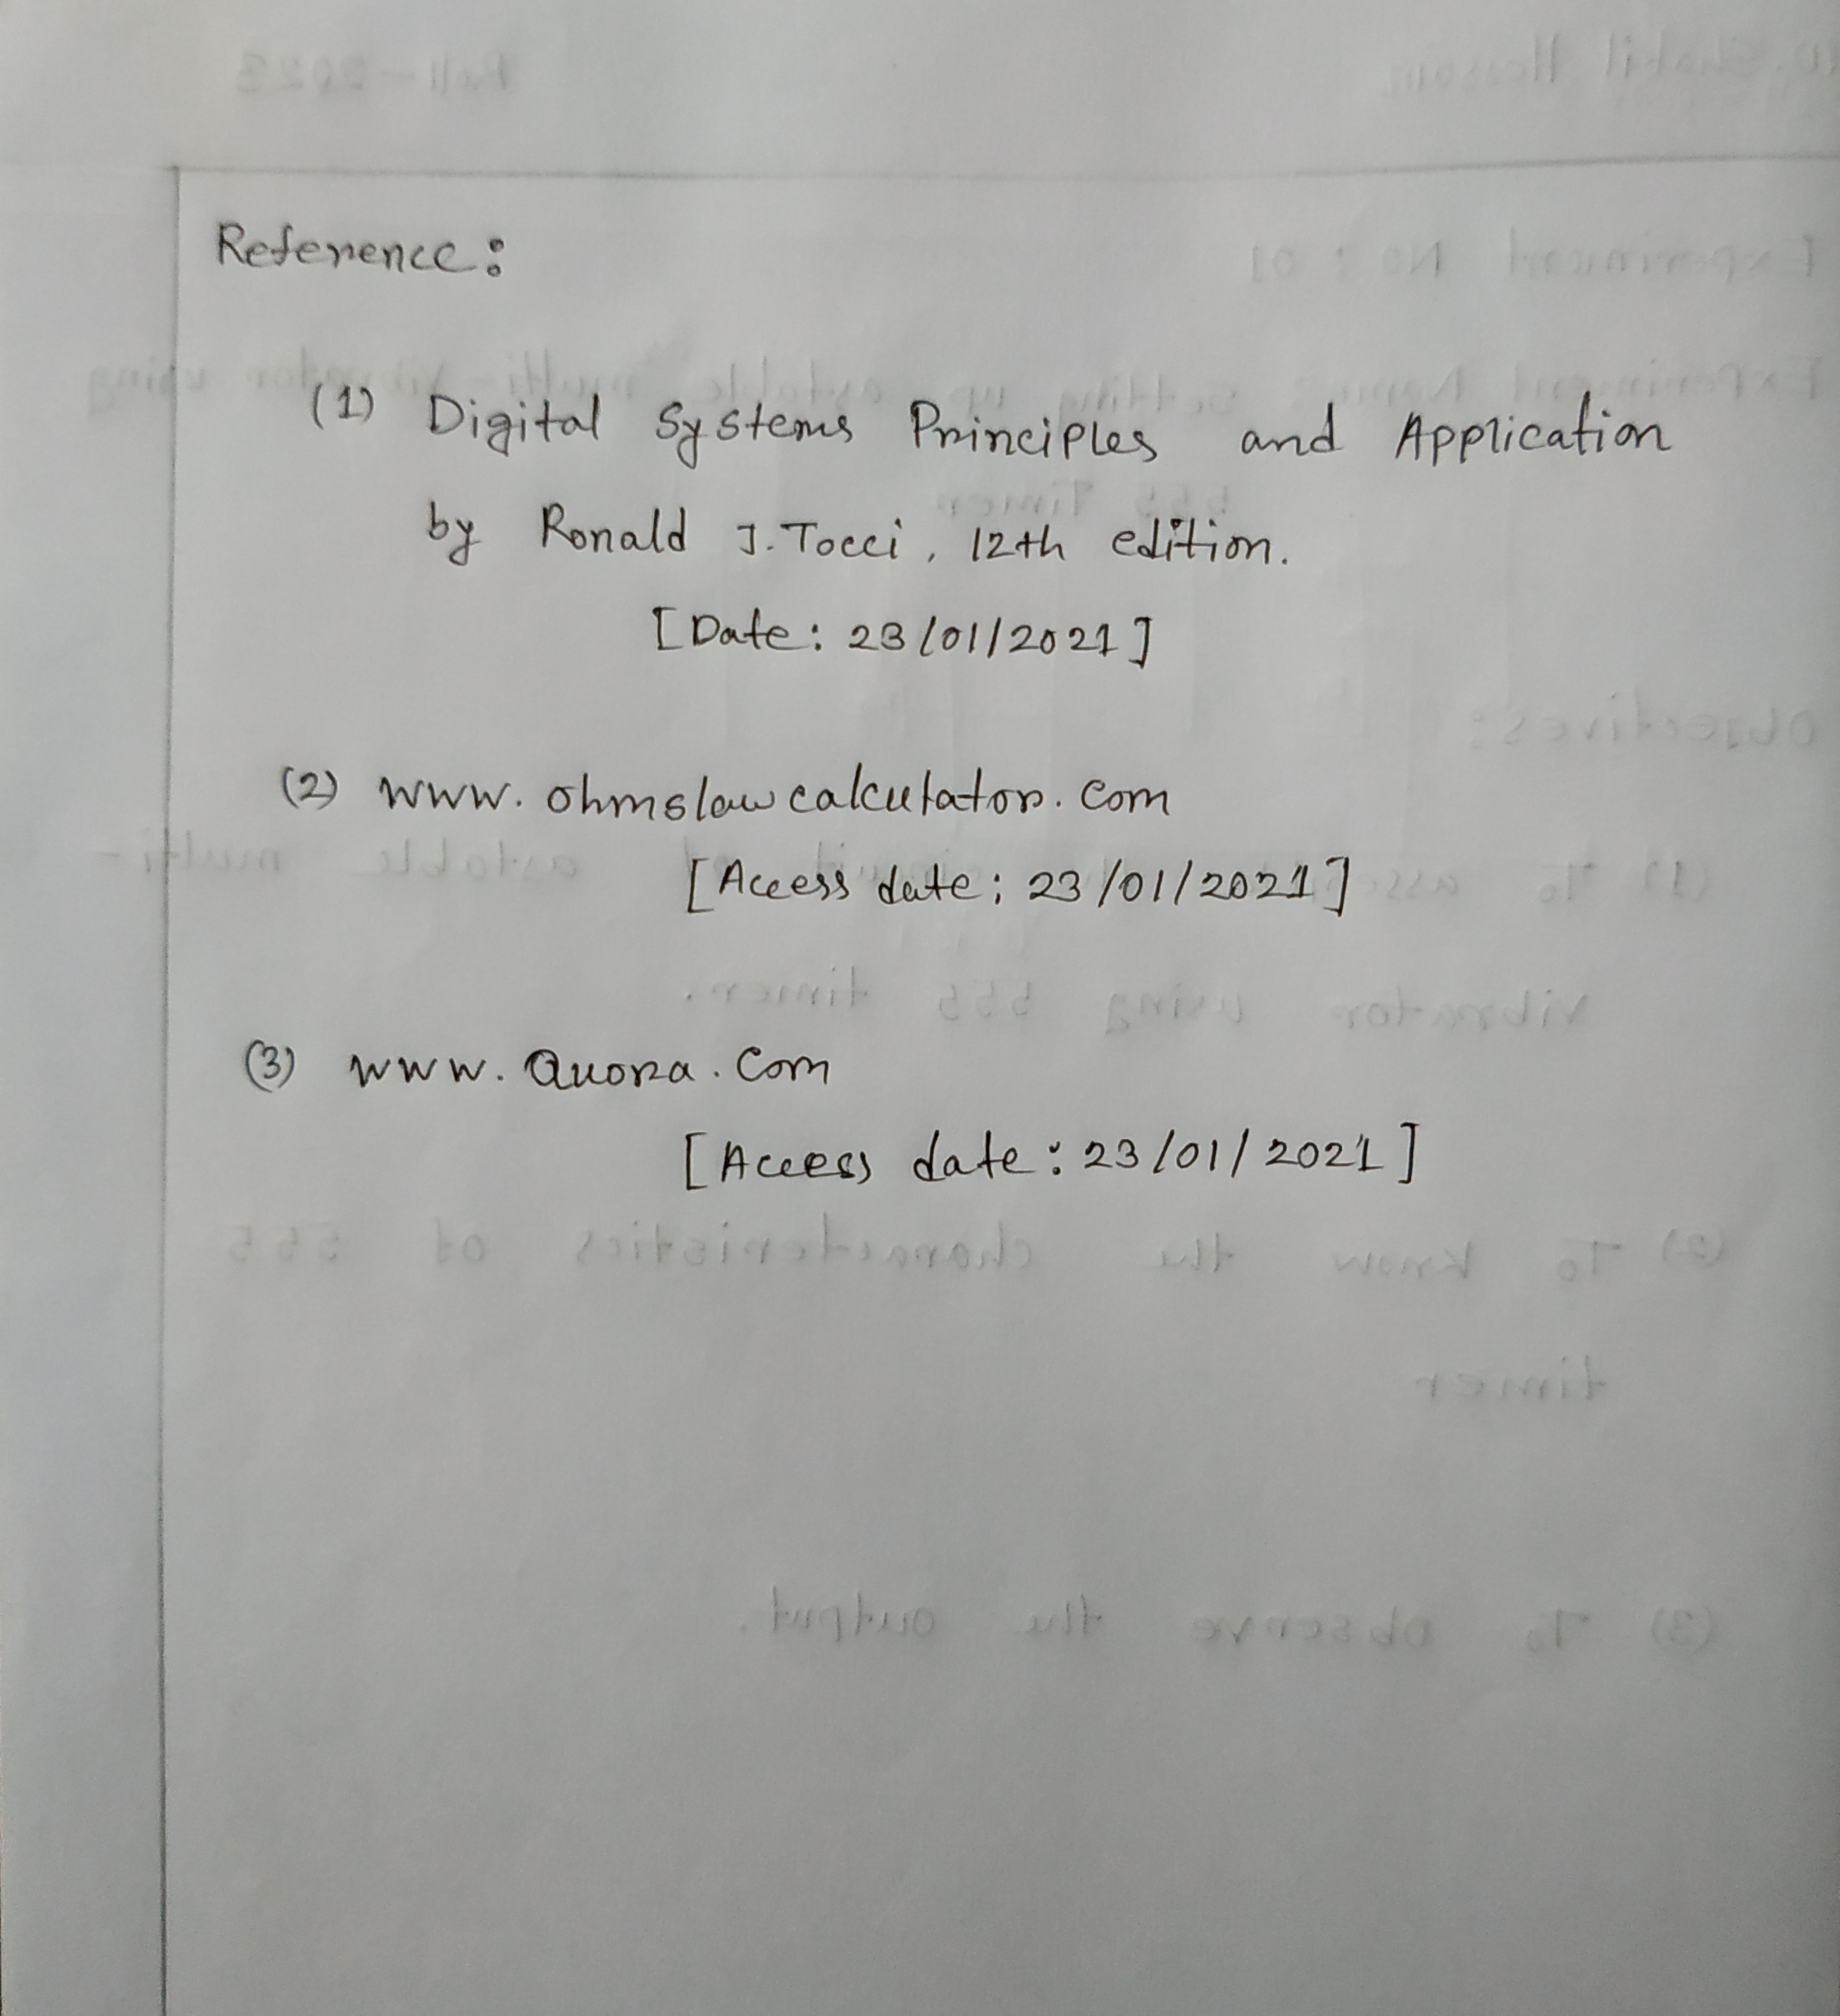 Reference:
(1) Digital Systems Principles and Application
by Ronald J. Tocci, 12th edition.
[Date: 23/01/2021]
(2) www.ohmslawcalculator.com
[Access date: 23/01/2021]
(3) www.Quora.com
[Access date: 23/01/2021]